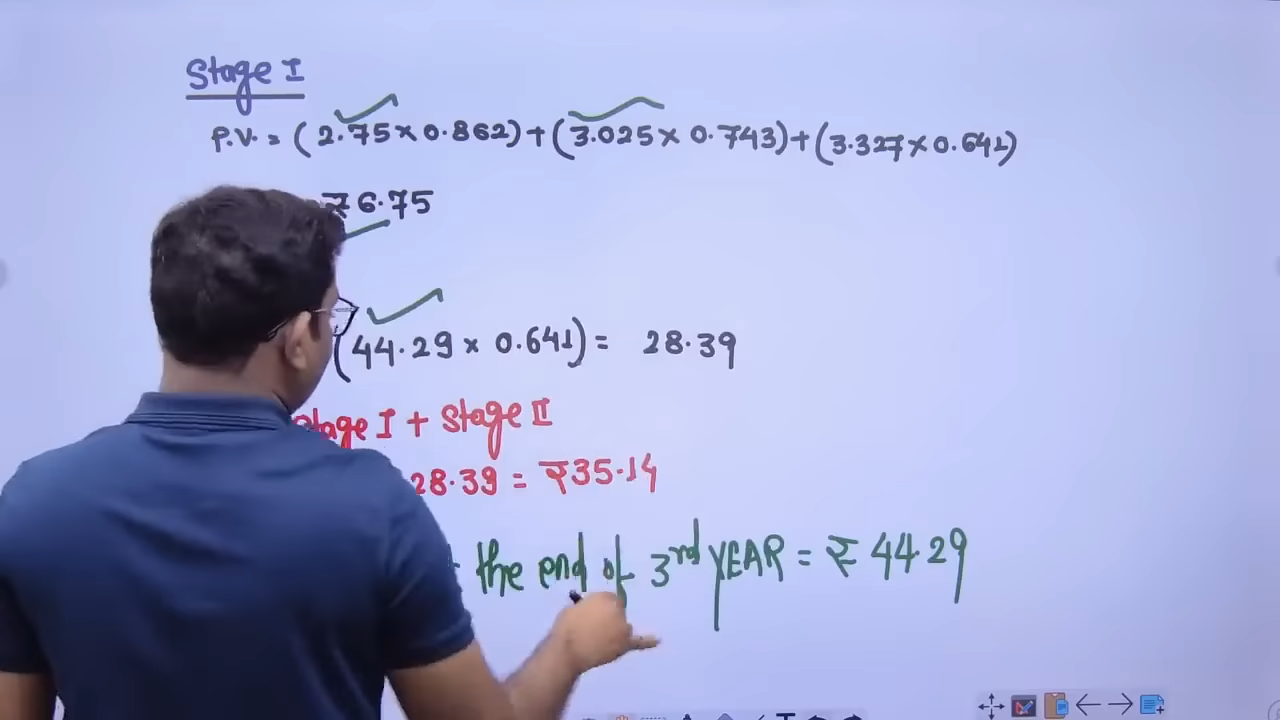 Stage I
P.V. = (2.75×0.862)+(3.025× 0.743)+(3.327×0.641)
₹6.75
(44.29× 0.641)= 28.39
Stage I + Stage II
28.39 = ₹35.14
the end of 3rd YEAR = ₹ 44.29